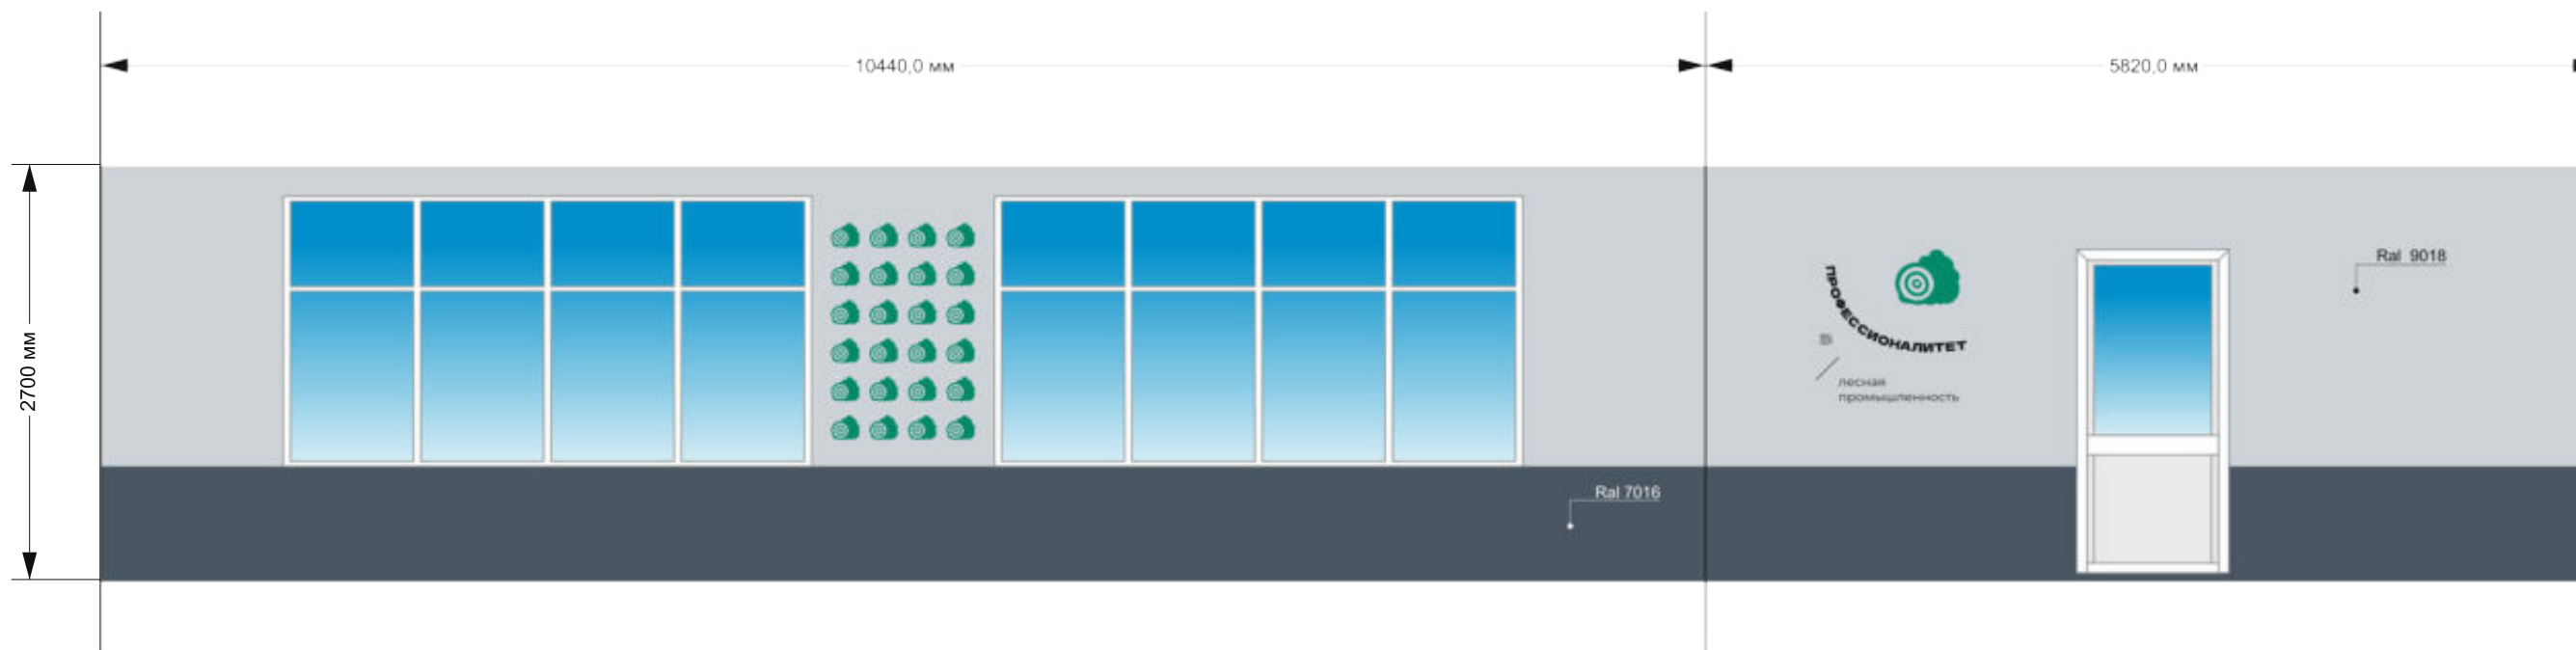 10440,0 мм
5820,0 мм
2700 мм
Ral 7016
Ral 9018
ПРОФЕССИОНАЛИТЕТ
лесная
промышленность